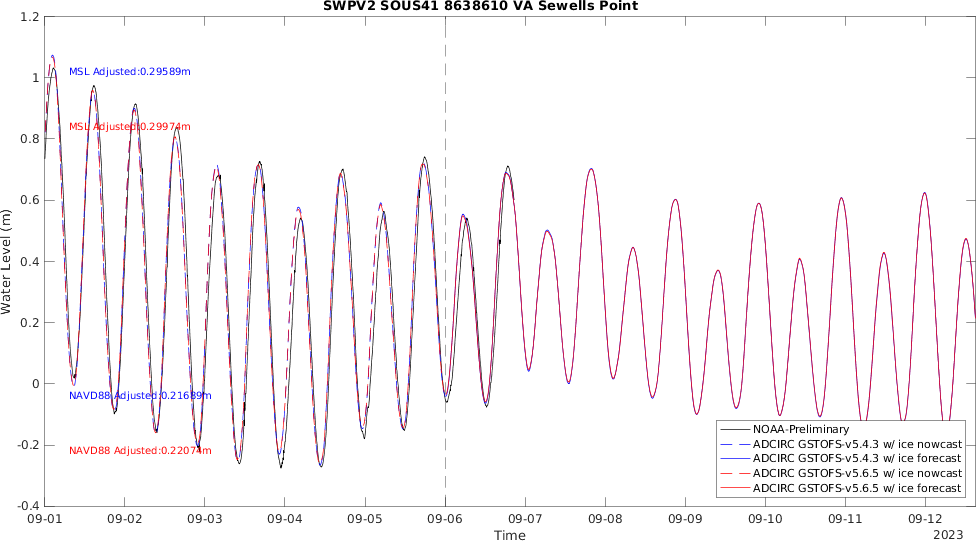 SWPV2 SOUS41 8638610 VA Sewells Point
1.2
1
0.8
0.6
0.4
0.2
0
-0.2
-0.4
Water Level (m)
MSL Adjusted:0.29589m
MSL Adjusted:0.29974m
NAVD88 Adjusted:0.21689m
NAVD88 Adjusted:0.22074m
NOAA-Preliminary
ADCIRC GSTOFS-v5.4.3 w/ ice nowcast
ADCIRC GSTOFS-v5.4.3 w/ ice forecast
ADCIRC GSTOFS-v5.6.5 w/ ice nowcast
ADCIRC GSTOFS-v5.6.5 w/ ice forecast
09-01 09-02 09-03 09-04 09-05 09-06 09-07 09-08 09-09 09-10 09-11 09-12
Time
2023